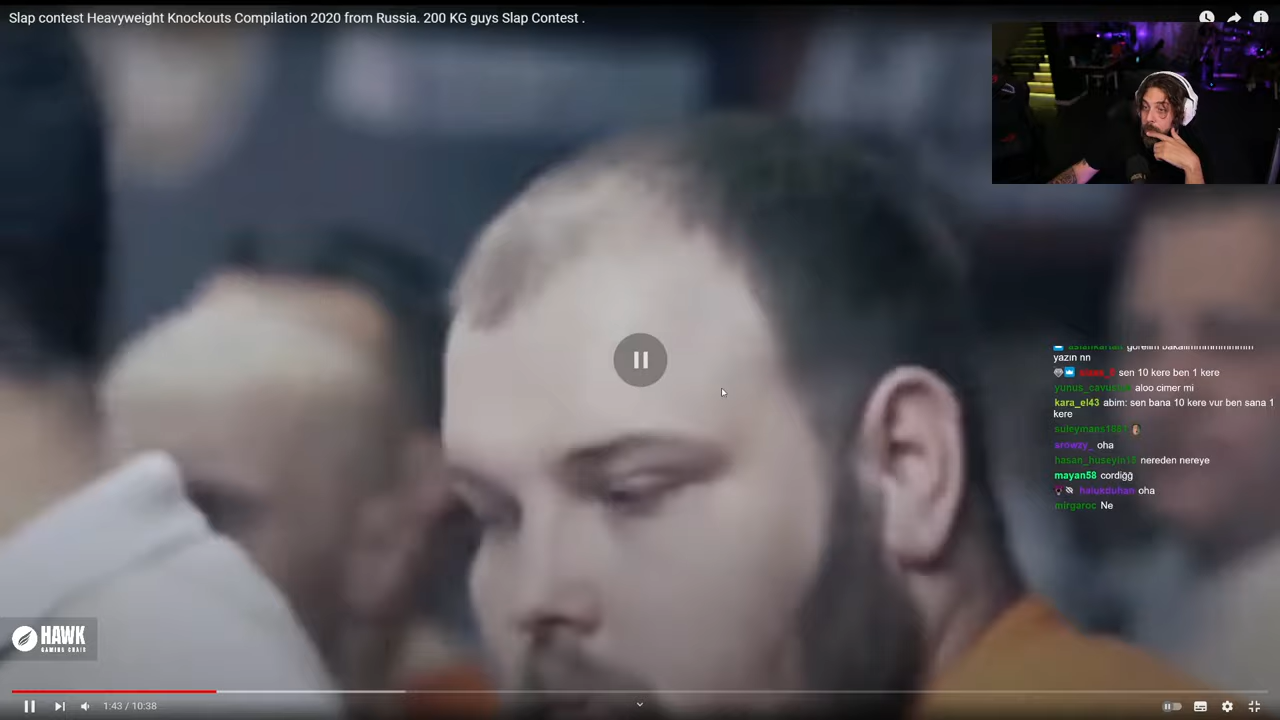 Slap contest Heavyweight Knockouts Compilation 2020 from Russia. 200 KG guys Slap Contest .
yazın nn
sen 10 kere ben 1 kere
aloo cimer mi
kara_el43 abim: sen bana 10 kere vur ben sana 1
kere
suleymans1881
arowzy_ oha
nereden nereye
mayan58 cordiğğ
oha
mirgaroc Ne
HAWK
GAMING CHAIR
1:43 / 10:38